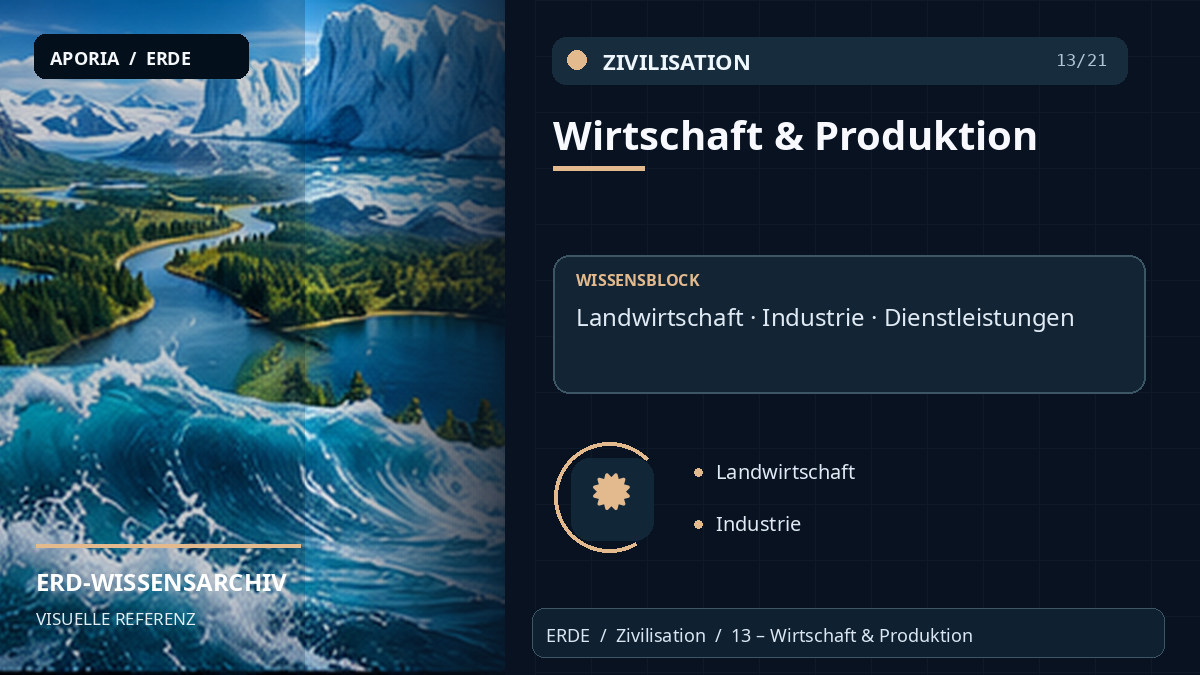 APORIA / ERDE
ZIVILISATION
13/21
Wirtschaft & Produktion
WISSENSBLOCK
Landwirtschaft · Industrie · Dienstleistungen
Landwirtschaft
Industrie
ERD-WISSENSARCHIV
VISUELLE REFERENZ
ERDE / Zivilisation / 13 – Wirtschaft & Produktion